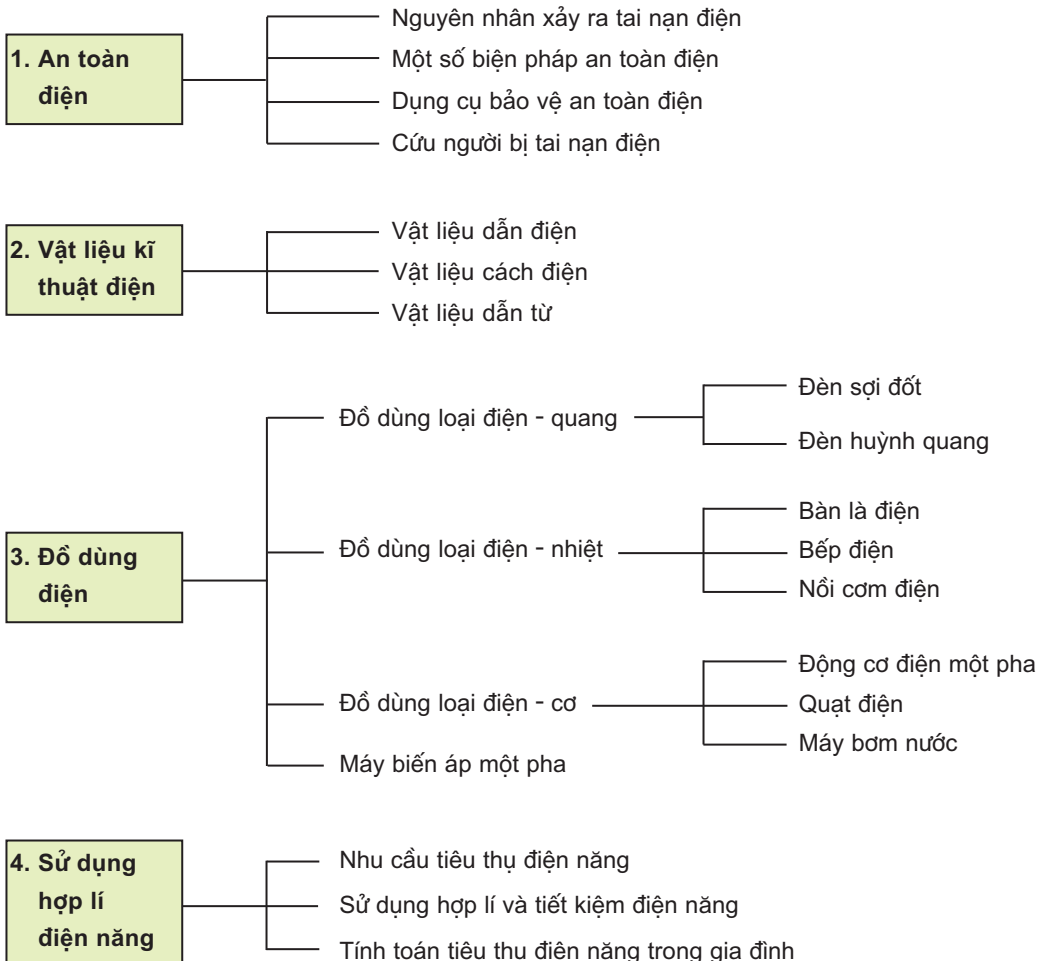 1. An toàn
điện
Nguyên nhân xảy ra tai nạn điện
Một số biện pháp an toàn điện
Dụng cụ bảo vệ an toàn điện
Cứu người bị tai nạn điện
2. Vật liệu kĩ
thuật điện
Vật liệu dẫn điện
Vật liệu cách điện
Vật liệu dẫn từ
3. Đồ dùng
điện
Đồ dùng loại điện - quang
Đèn sợi đốt
Đèn huỳnh quang
Đồ dùng loại điện - nhiệt
Bàn là điện
Bếp điện
Nồi cơm điện
Đồ dùng loại điện - cơ
Động cơ điện một pha
Quạt điện
Máy bơm nước
Máy biến áp một pha
4. Sử dụng
hợp lí
điện năng
Nhu cầu tiêu thụ điện năng
Sử dụng hợp lí và tiết kiệm điện năng
Tính toán tiêu thụ điện năng trong gia đình